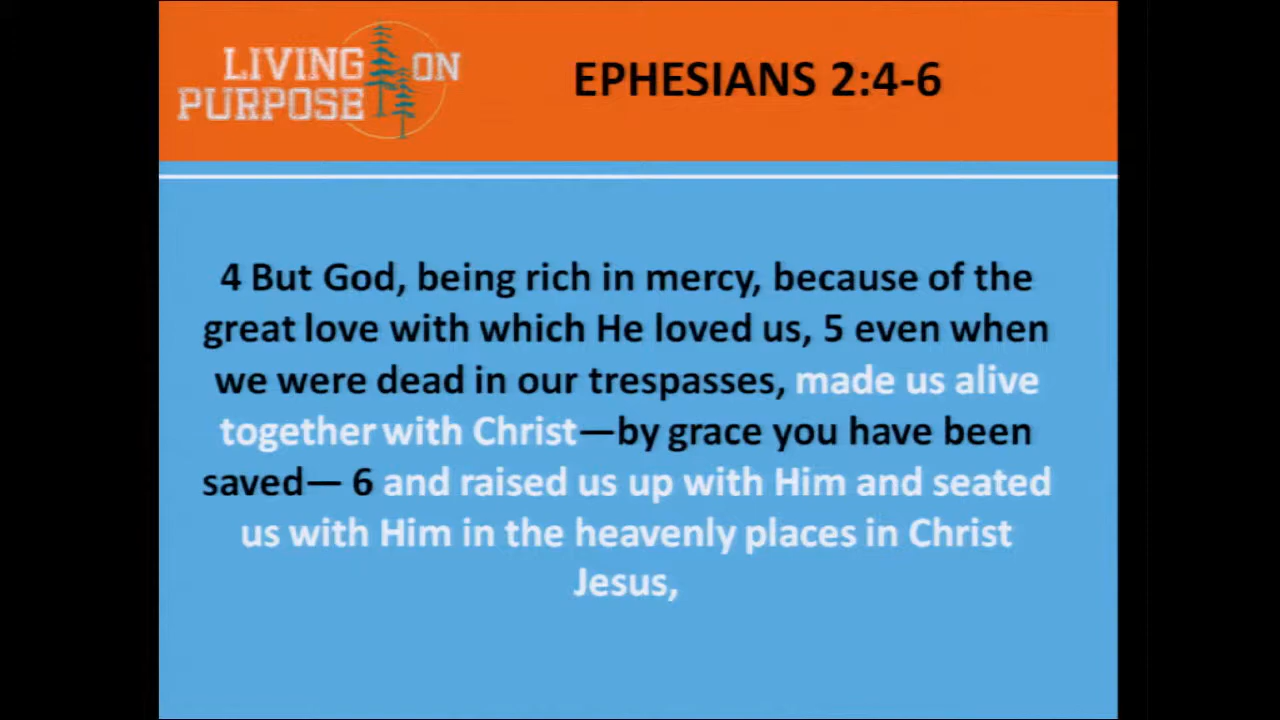 LIVING ON
PURPOSE
EPHESIANS 2:4-6
4 But God, being rich in mercy, because of the
great love with which He loved us, 5 even when
we were dead in our trespasses, made us alive
together with Christ—by grace you have been
saved— 6 and raised us up with Him and seated
us with Him in the heavenly places in Christ
Jesus,